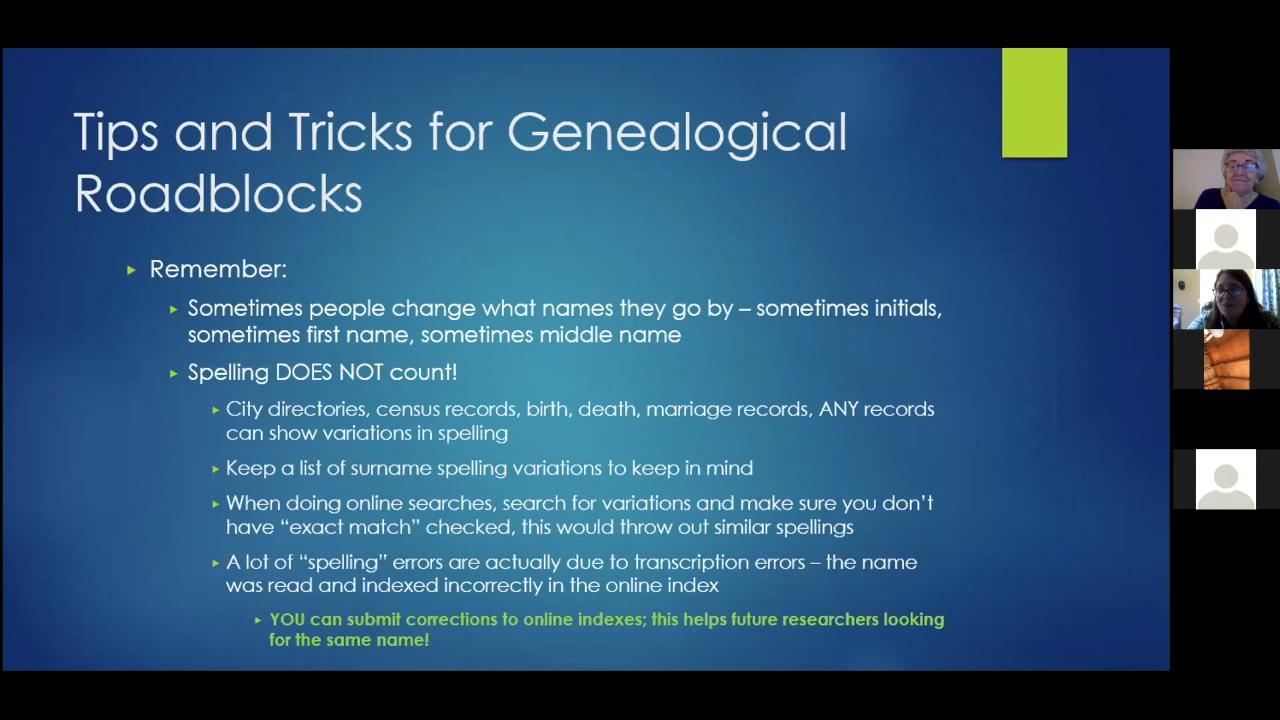 Tips and Tricks for Genealogical
Roadblocks
Remember:
Sometimes people change what names they go by – sometimes initials,
sometimes first name, sometimes middle name
Spelling DOES NOT count!
City directories, census records, birth, death, marriage records, ANY records
can show variations in spelling
Keep a list of surname spelling variations to keep in mind
When doing online searches, search for variations and make sure you don’t
have “exact match” checked, this would throw out similar spellings
A lot of “spelling” errors are actually due to transcription errors – the name
was read and indexed incorrectly in the online index
YOU can submit corrections to online indexes; this helps future researchers looking
for the same name!